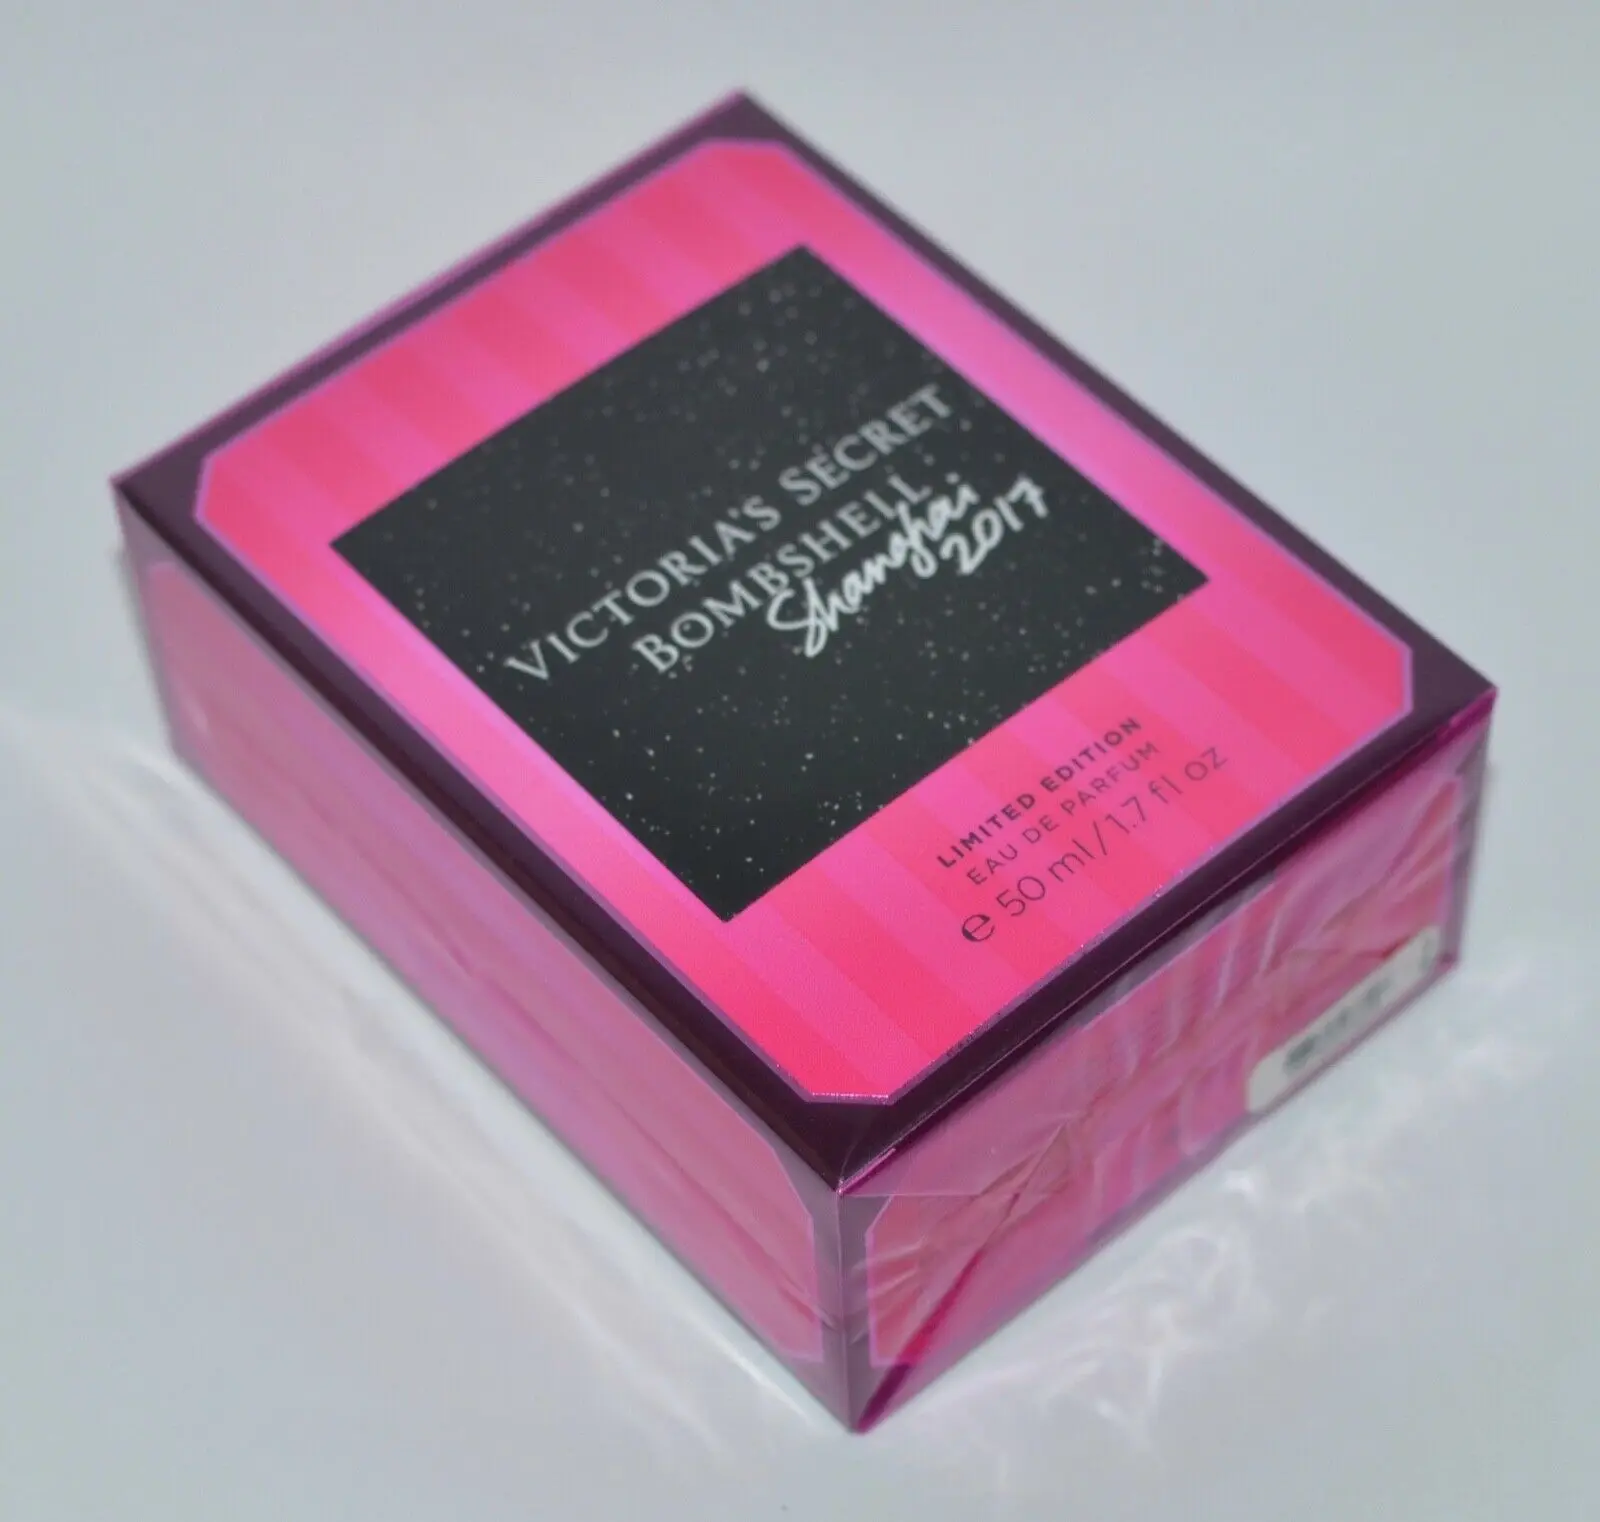 VICTORIA'S SECRET
BOMBSHELL
Shanghai
2017
LIMITED EDITION
EAU DE PARFUM
e 50 ml/1.7 fl oz